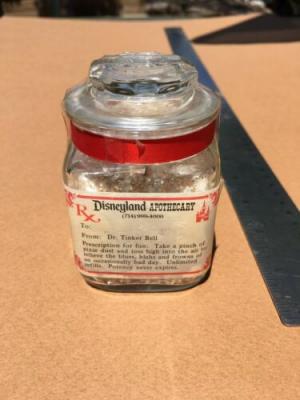 Rx Disneyland APOTHECARY
(714) 999-4000
To:
From: Dr. Tinker Bell
Prescription for fun: Take a pinch of
pixie dust and toss high into the air to
relieve the blues, blahs and frowns of
an occasionally bad day. Unlimited
refills. Potency never expires.